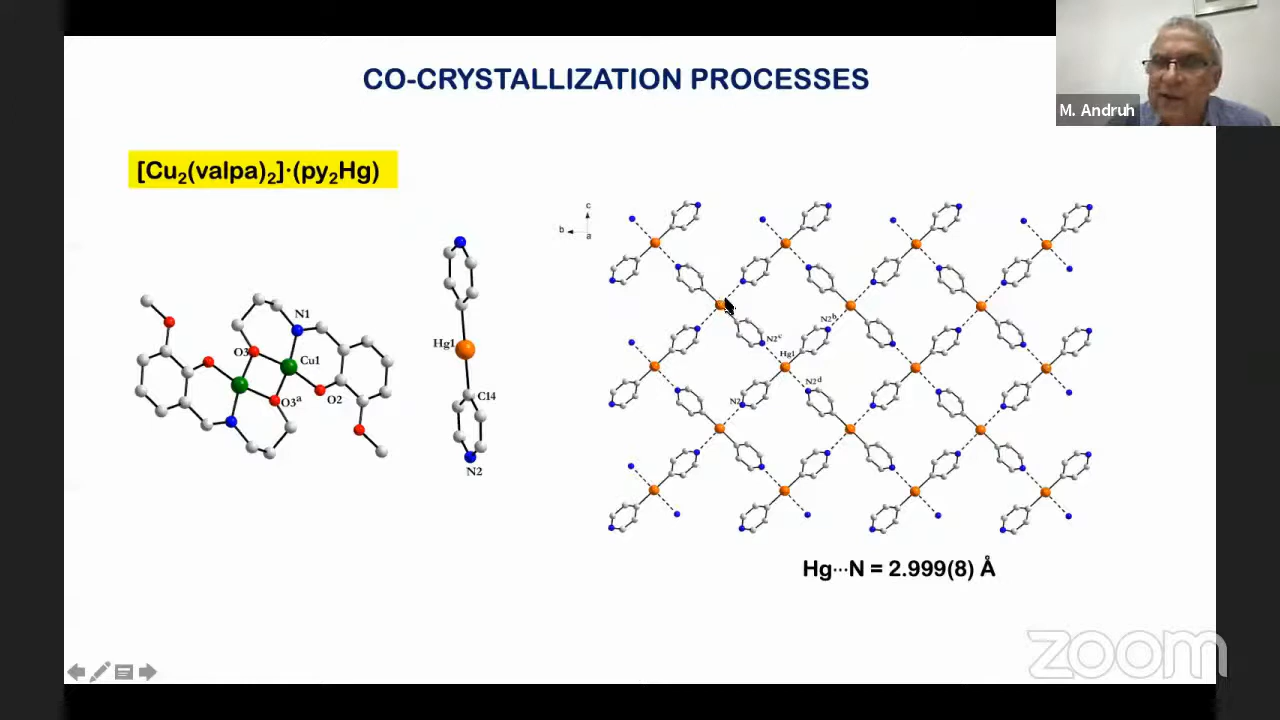 CO-CRYSTALLIZATION PROCESSES
M. Andruh
[Cu₂(valpa)₂]·(py₂Hg)
N1
O3
Cu1
O3ᵃ
O2
Hg1
C14
N2
c
b
a
N2ᵇ
N2ᶜ
Hg1
N2ᵈ
N2
Hg···N = 2.999(8) Å
zoom